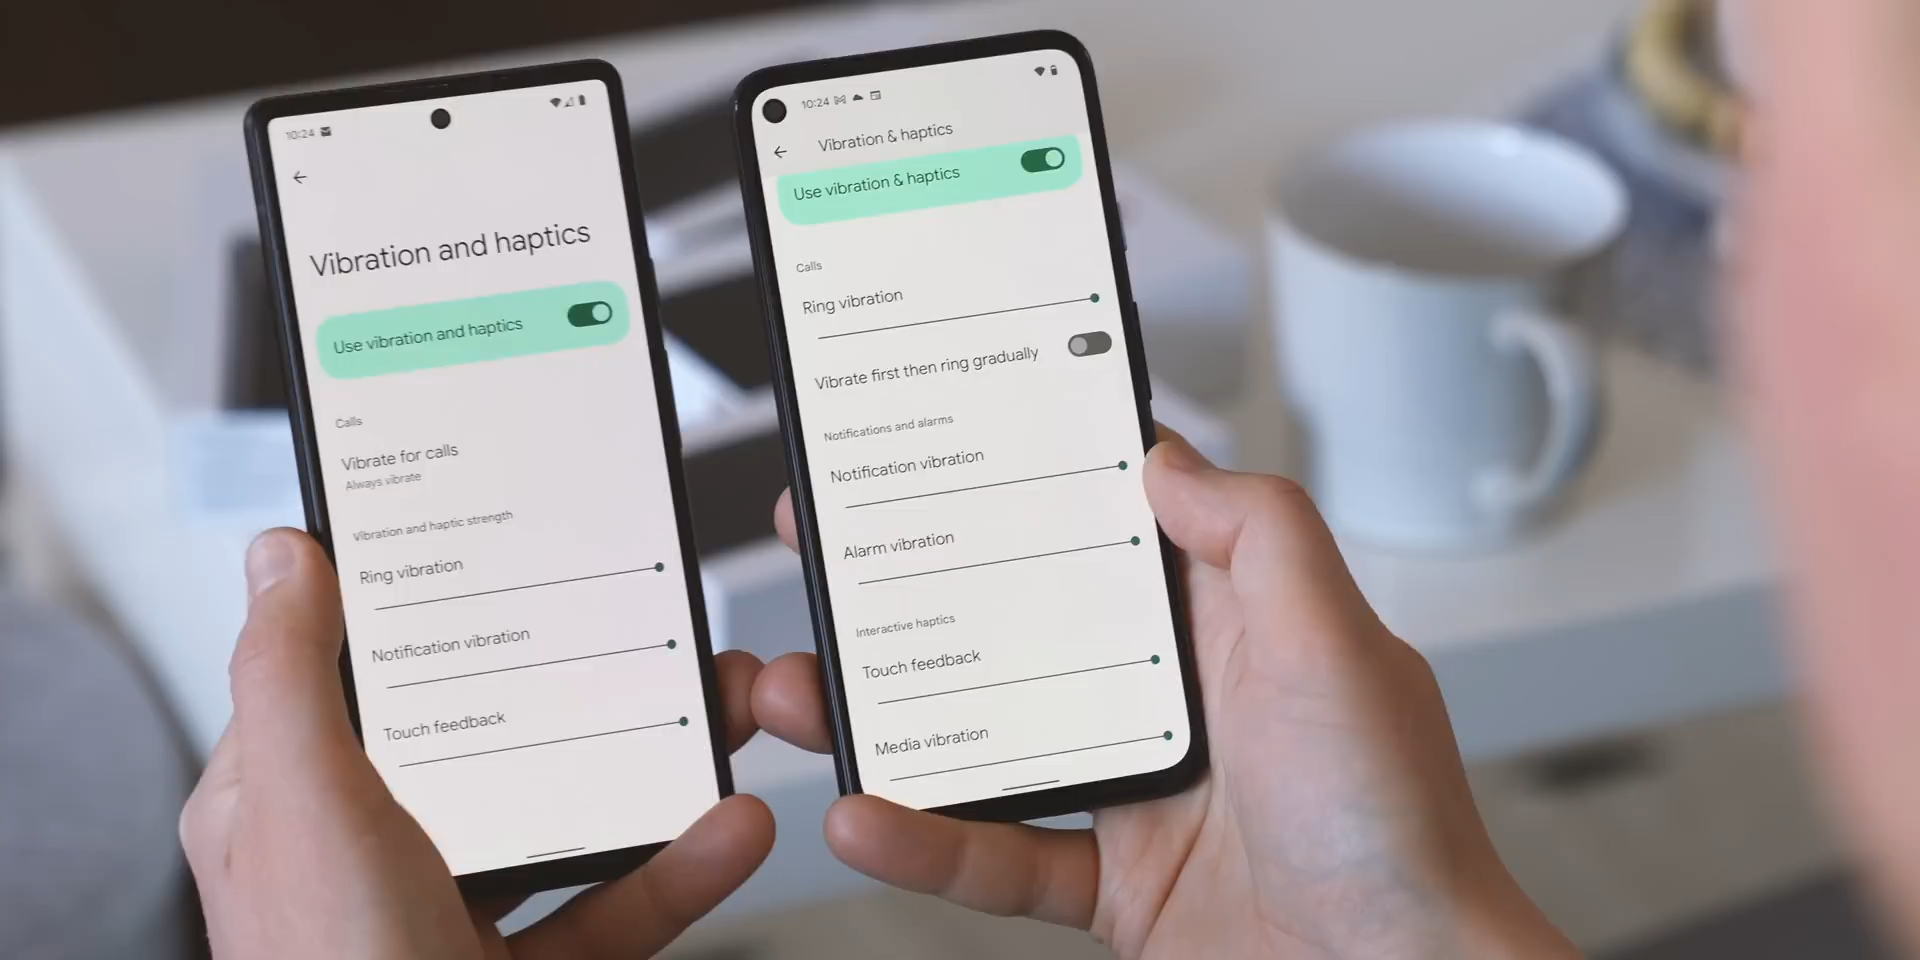 10:24
Vibration and haptics
Use vibration and haptics
Calls
Vibrate for calls
Always vibrate
Vibration and haptic strength
Ring vibration
Notification vibration
Touch feedback
10:24
Vibration & haptics
Use vibration & haptics
Calls
Ring vibration
Vibrate first then ring gradually
Notifications and alarms
Notification vibration
Alarm vibration
Interactive haptics
Touch feedback
Media vibration